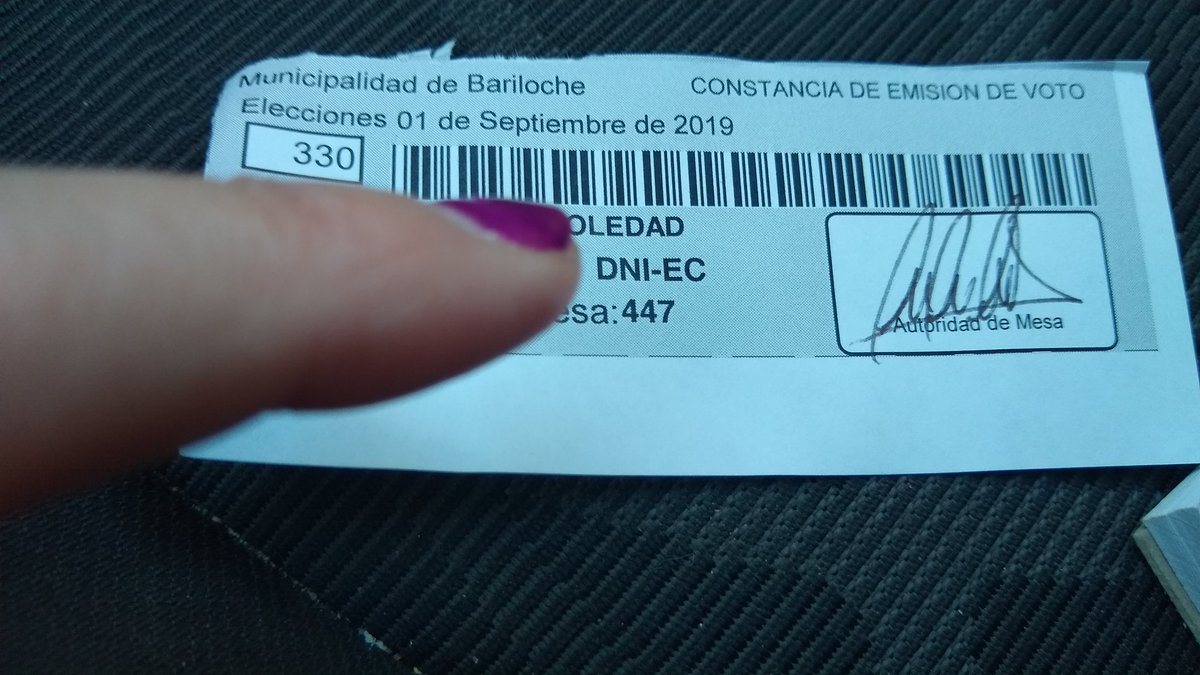 Municipalidad de Bariloche
CONSTANCIA DE EMISION DE VOTO
Elecciones 01 de Septiembre de 2019
330
OLEDAD
DNI-EC
esa:447
Autoridad de Mesa